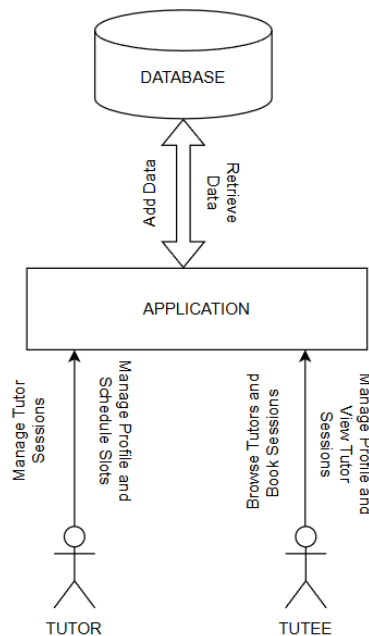 DATABASE
Add Data
Retrieve
Data
APPLICATION
Manage Tutor
Sessions
Manage Profile and
Schedule Slots
Browse Tutors and
Book Sessions
Manage Profile and
View Tutor
Sessions
TUTOR
TUTEE